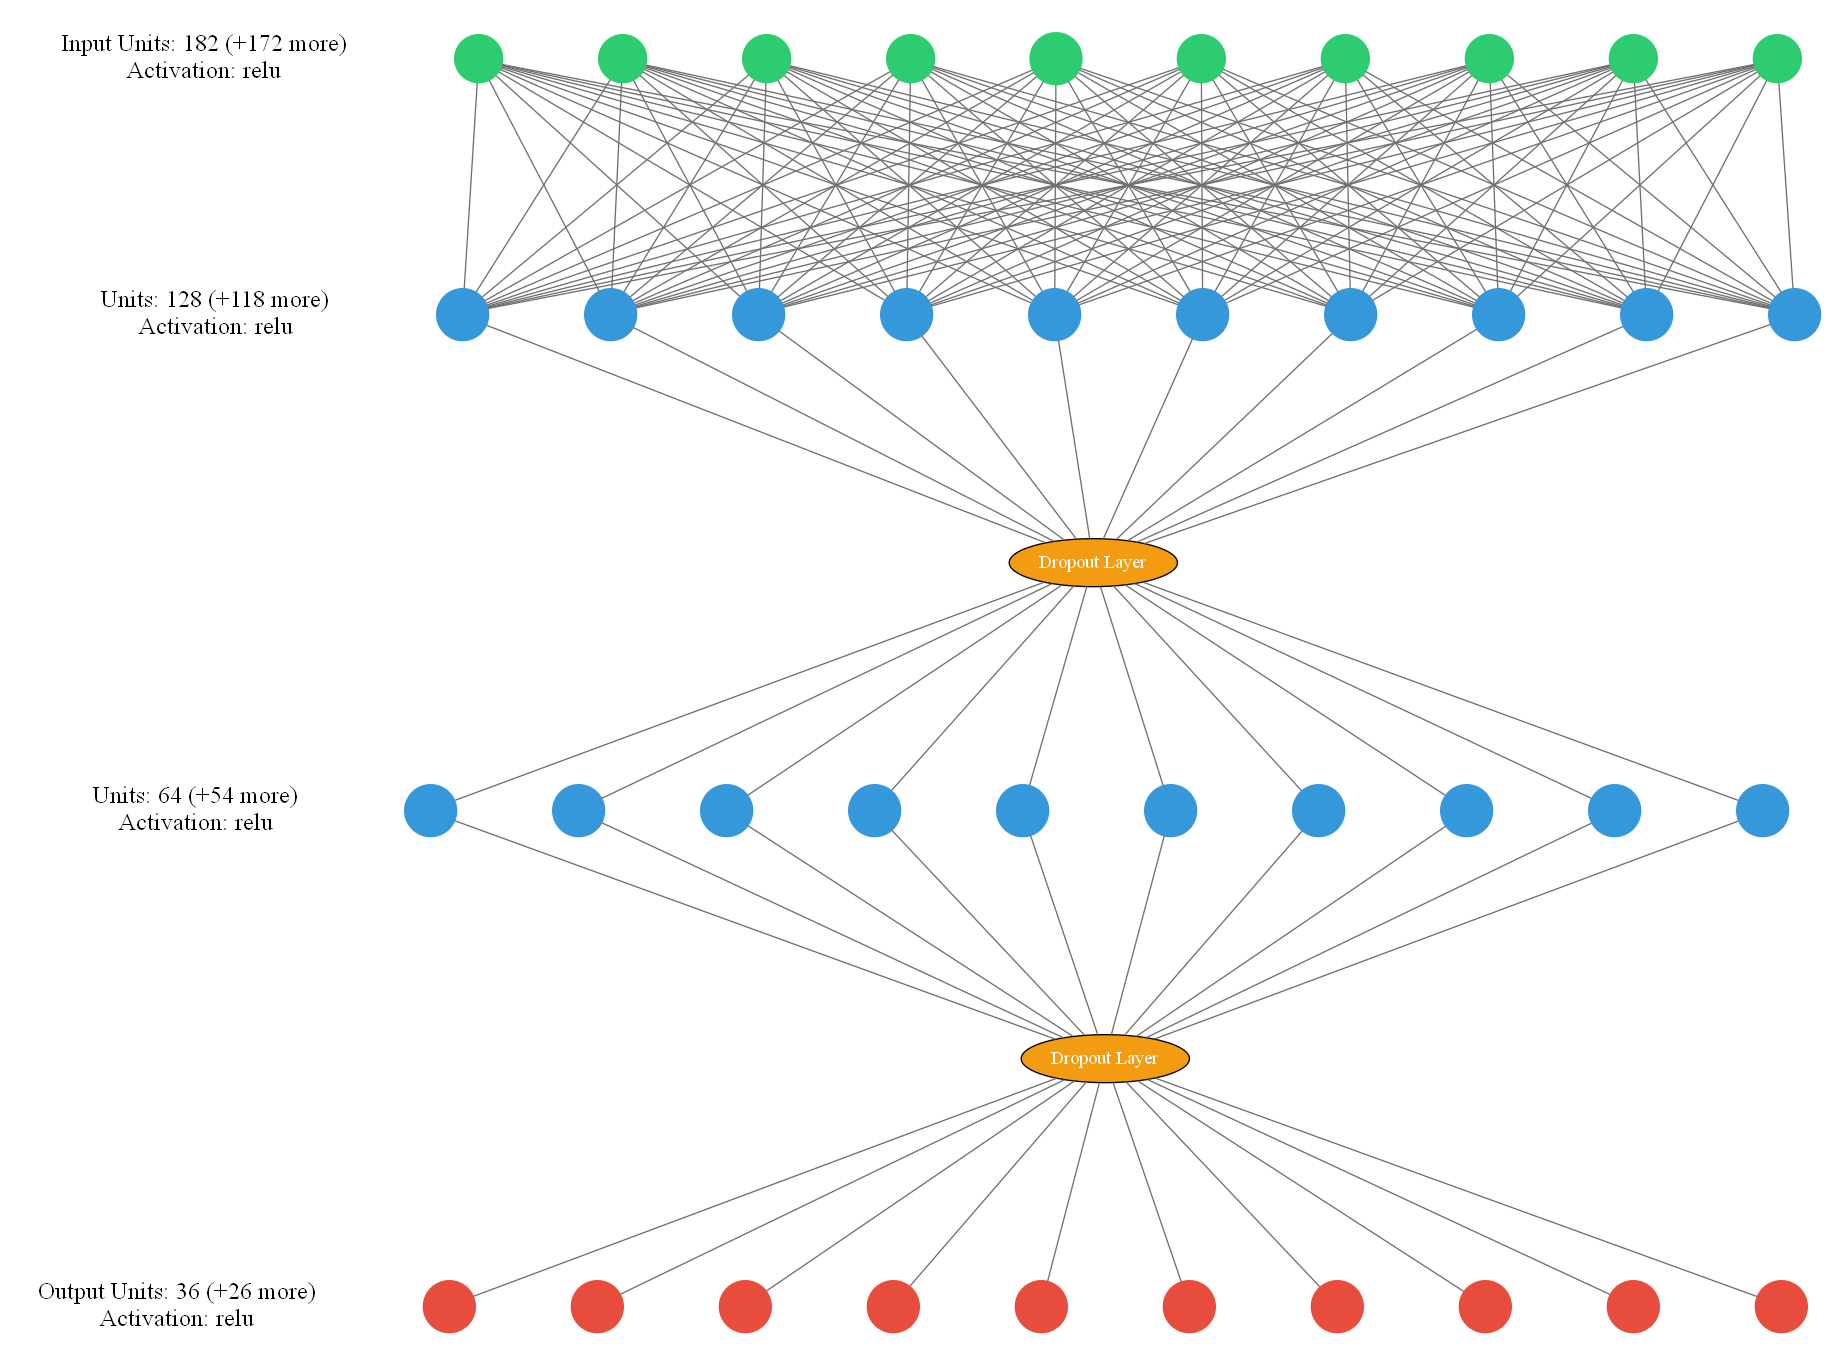 Input Units: 182 (+172 more)
Activation: relu
Units: 128 (+118 more)
Activation: relu
Dropout Layer
Units: 64 (+54 more)
Activation: relu
Dropout Layer
Output Units: 36 (+26 more)
Activation: relu